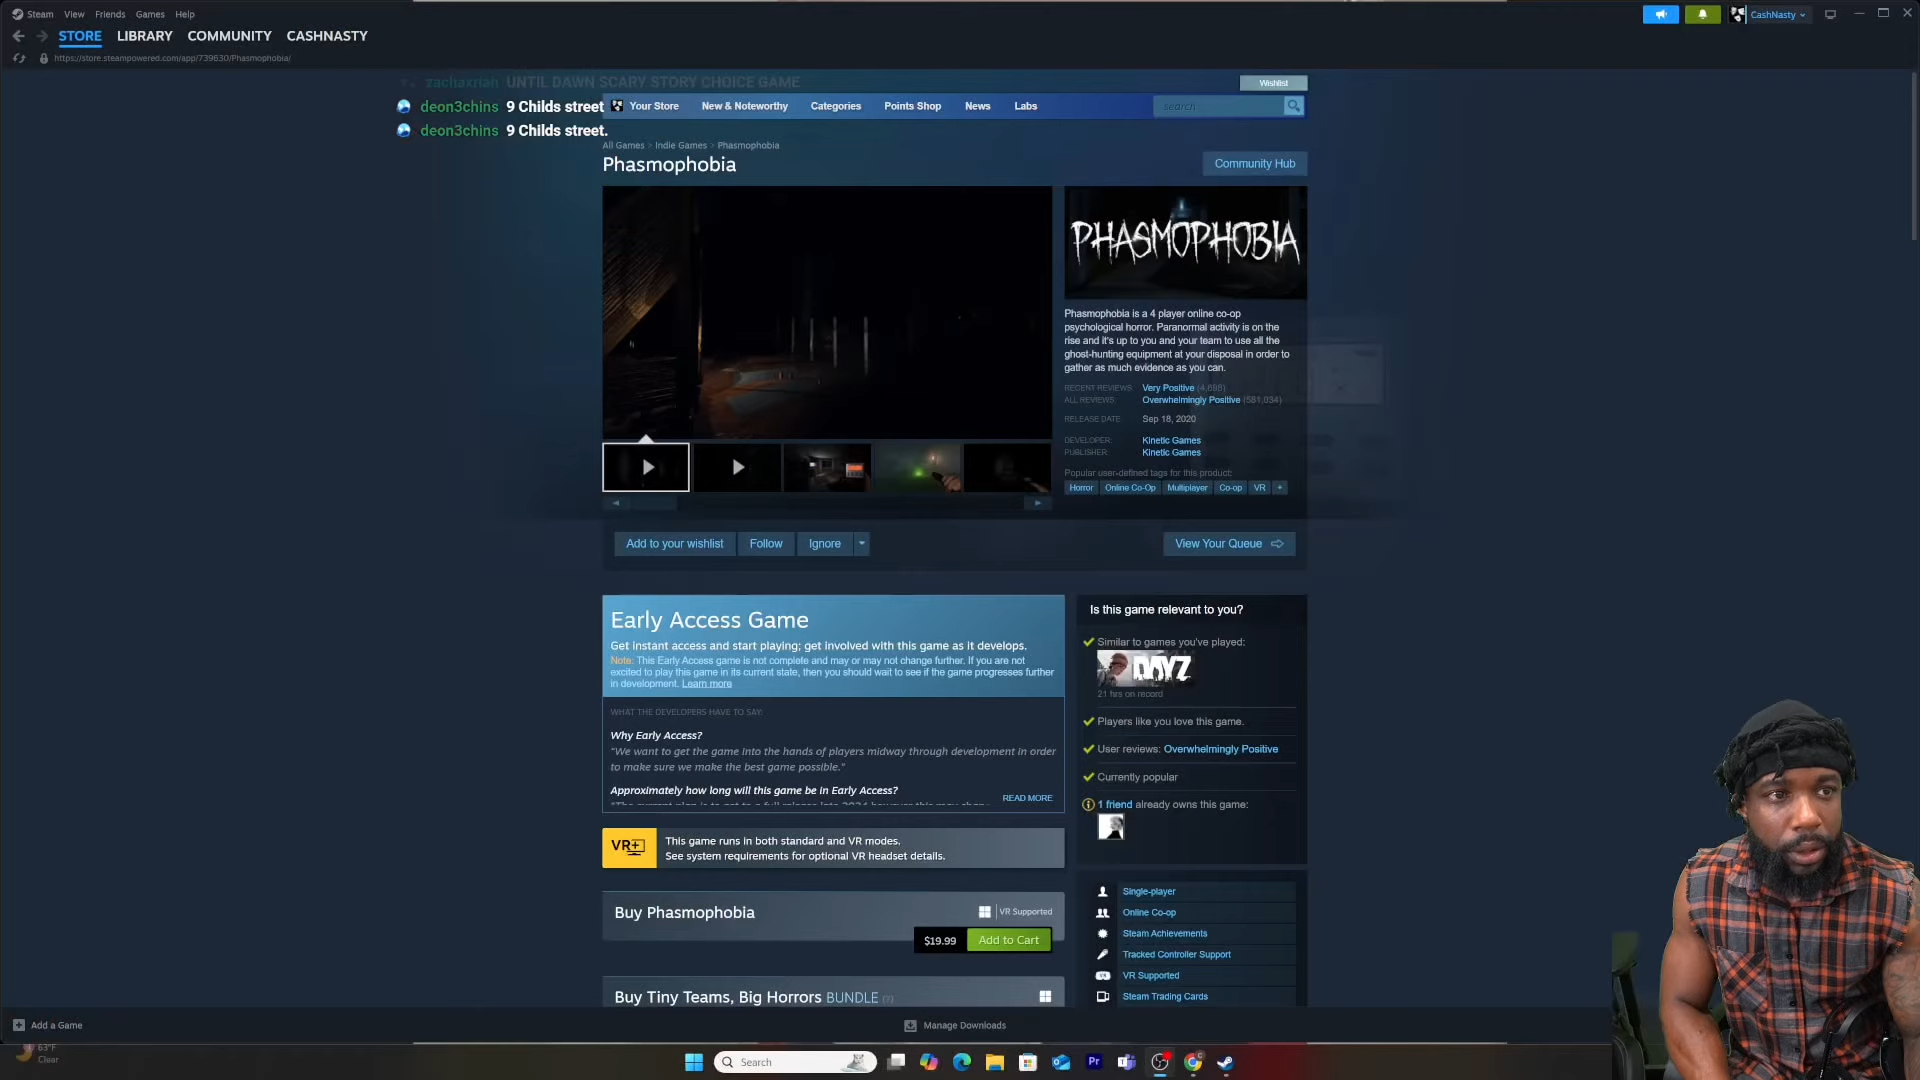 Steam View Friends Games Help
CashNasty
STORE LIBRARY COMMUNITY CASHNASTY
https://store.steampowered.com/app/739630/Phasmophobia/
zachaxriah UNTIL DAWN SCARY STORY CHOICE GAME
Wishlist
deon3chins 9 Childs street
Your Store New & Noteworthy Categories Points Shop News Labs
search
deon3chins 9 Childs street.
All Games > Indie Games > Phasmophobia
Phasmophobia
Community Hub
PHASMOPHOBIA
Phasmophobia is a 4 player online co-op
psychological horror. Paranormal activity is on the
rise and it's up to you and your team to use all the
ghost-hunting equipment at your disposal in order to
gather as much evidence as you can.
RECENT REVIEWS: Very Positive
ALL REVIEWS: Overwhelmingly Positive (581,034)
RELEASE DATE: Sep 18, 2020
DEVELOPER: Kinetic Games
PUBLISHER: Kinetic Games
Popular user-defined tags for this product:
Horror Online Co-Op Multiplayer Co-op VR +
Add to your wishlist Follow Ignore
View Your Queue
Early Access Game
Get instant access and start playing; get involved with this game as it develops.
Note: This Early Access game is not complete and may or may not change further. If you are not
excited to play this game in its current state, then you should wait to see if the game progresses further
in development. Learn more
WHAT THE DEVELOPERS HAVE TO SAY:
Why Early Access?
"We want to get the game into the hands of players midway through development in order
to make sure we make the best game possible."
Approximately how long will this game be in Early Access?
READ MORE
Is this game relevant to you?
Similar to games you've played:
DAYZ
21 hrs on record
Players like you love this game.
User reviews: Overwhelmingly Positive
Currently popular
1 friend already owns this game:
VR+
This game runs in both standard and VR modes.
See system requirements for optional VR headset details.
Buy Phasmophobia
VR Supported
$19.99 Add to Cart
Buy Tiny Teams, Big Horrors BUNDLE (?)
Single-player
Online Co-op
Steam Achievements
Tracked Controller Support
VR Supported
Steam Trading Cards
Add a Game
Manage Downloads
63°F
Clear
Search
Pr